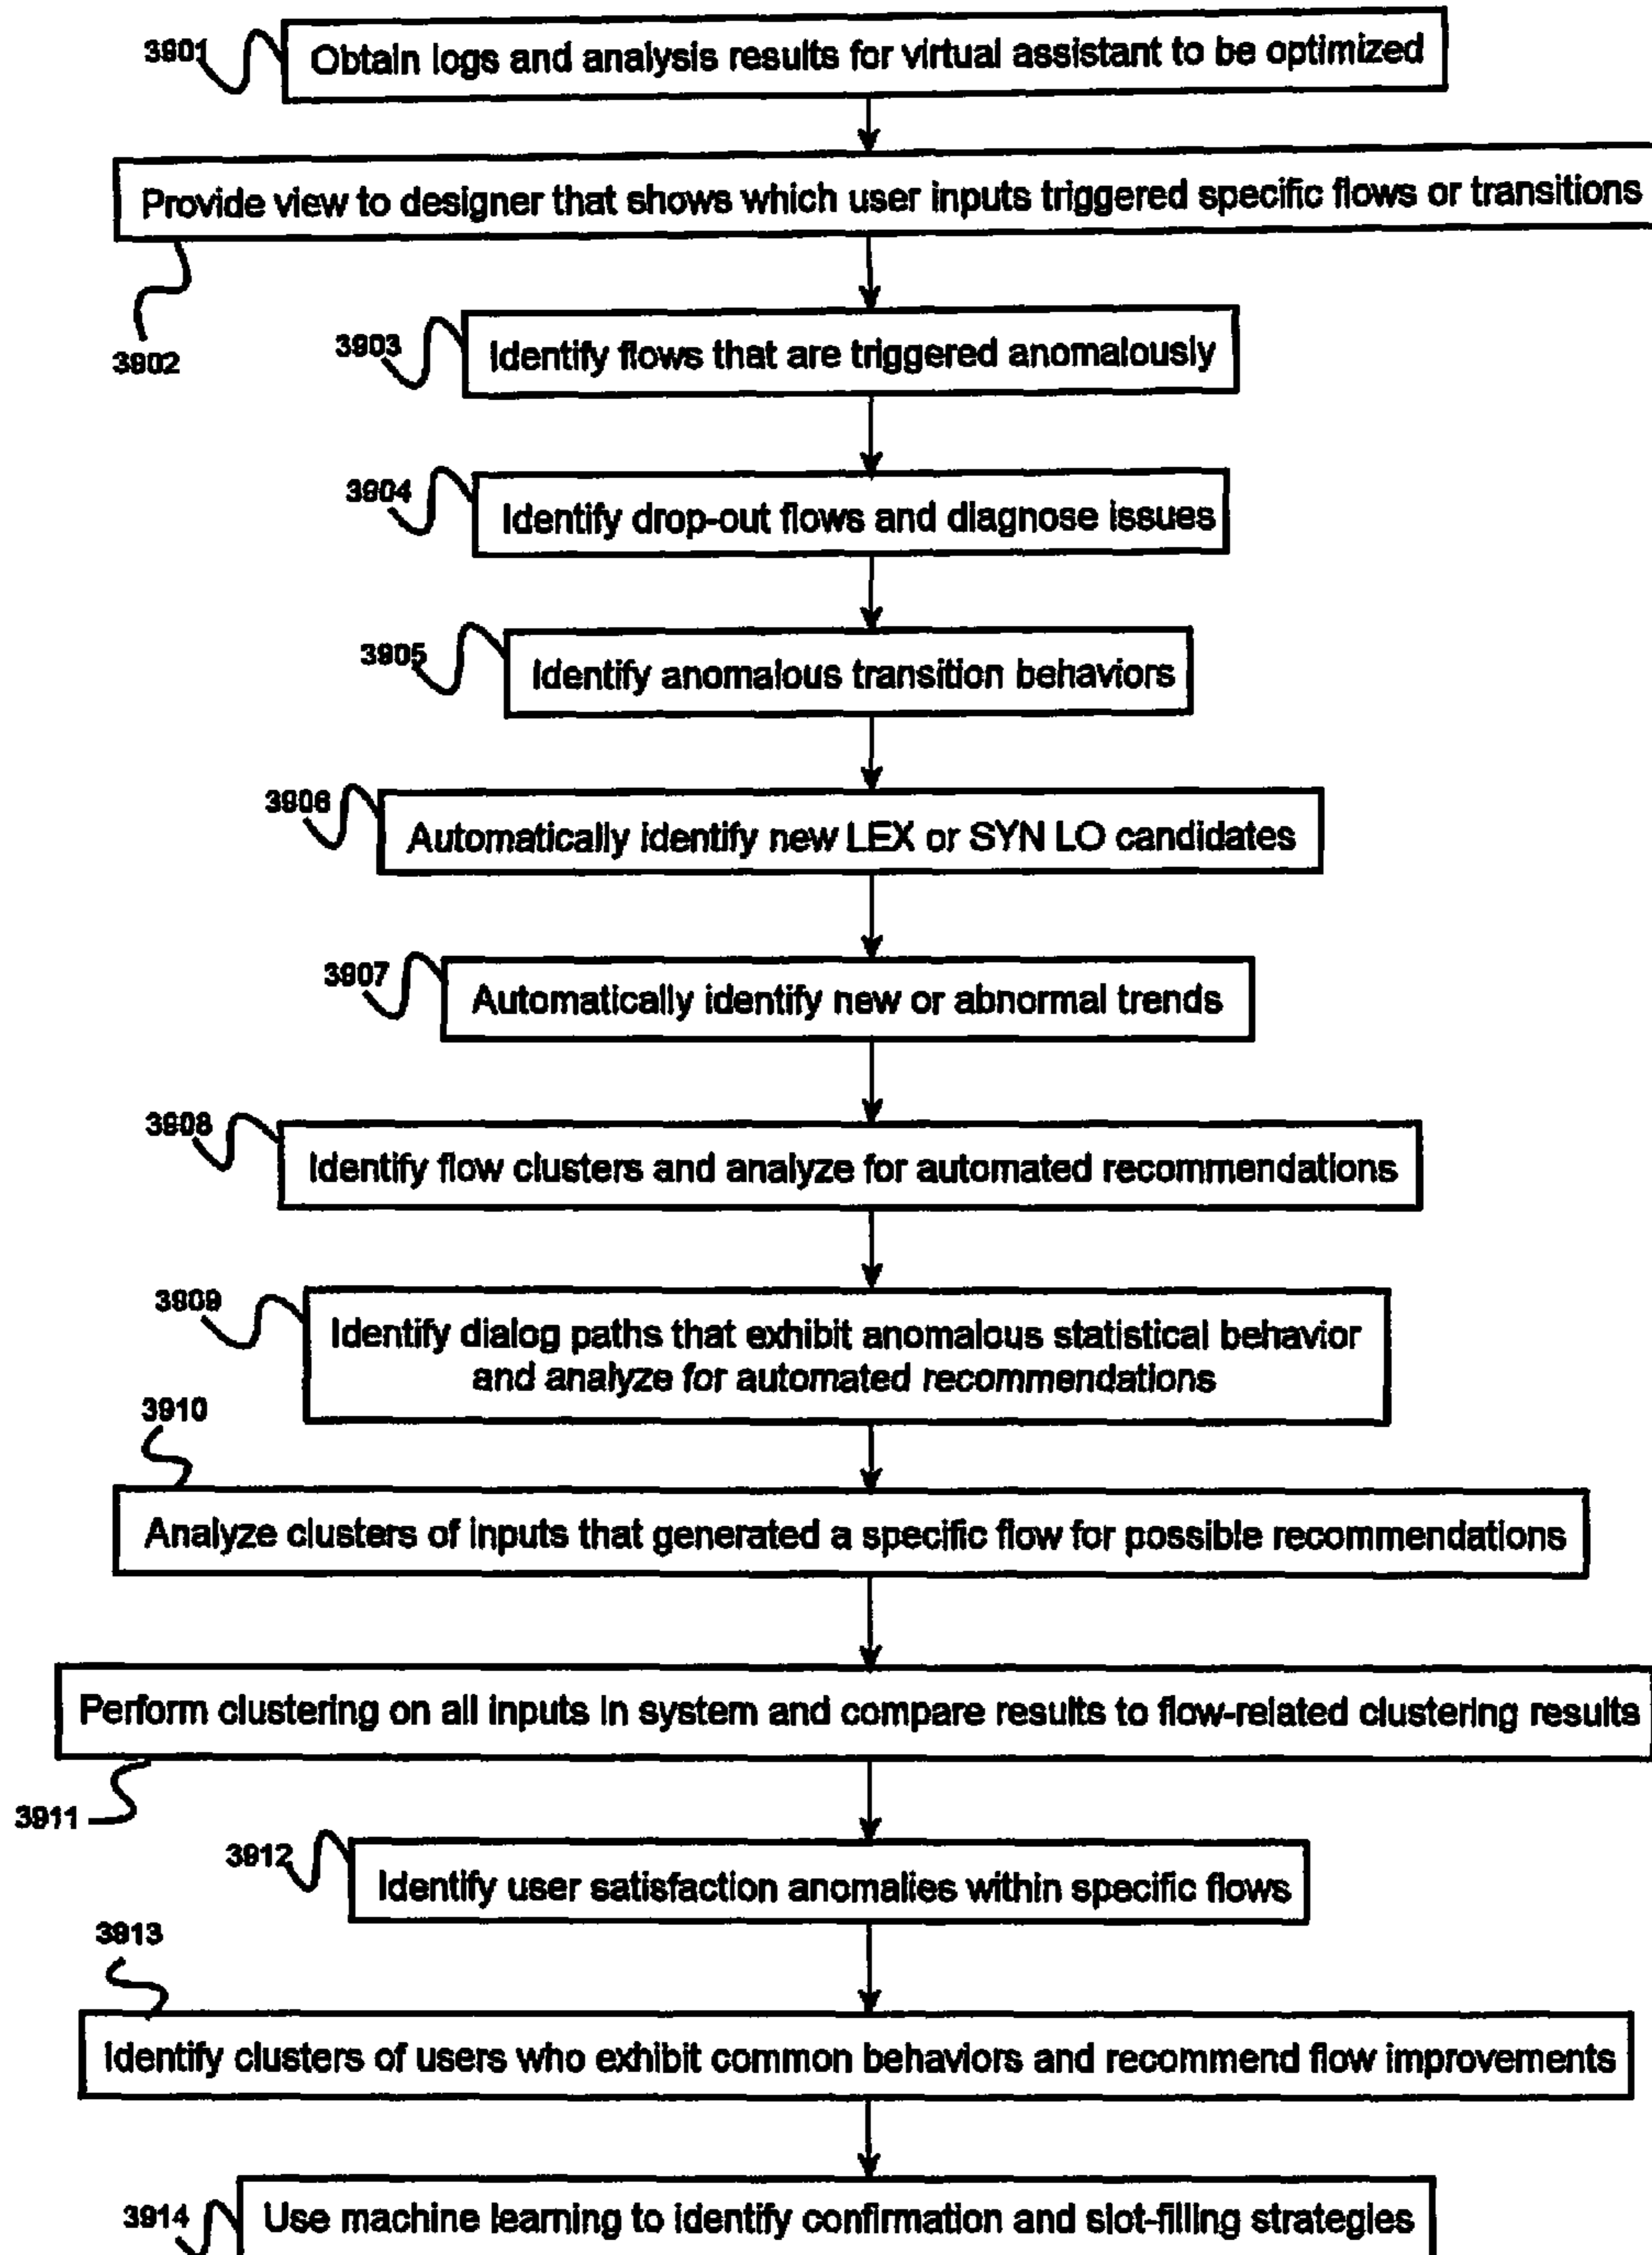 3901
Obtain logs and analysis results for virtual assistant to be optimized
Provide view to designer that shows which user inputs triggered specific flows or transitions
3902
3903
Identify flows that are triggered anomalously
3904
Identify drop-out flows and diagnose issues
3905
Identify anomalous transition behaviors
3906
Automatically identify new LEX or SYN LO candidates
3907
Automatically identify new or abnormal trends
3908
Identify flow clusters and analyze for automated recommendations
3909
Identify dialog paths that exhibit anomalous statistical behavior
and analyze for automated recommendations
3910
Analyze clusters of inputs that generated a specific flow for possible recommendations
Perform clustering on all inputs in system and compare results to flow-related clustering results
3911
3912
Identify user satisfaction anomalies within specific flows
3913
Identify clusters of users who exhibit common behaviors and recommend flow improvements
3914
Use machine learning to identify confirmation and slot-filling strategies